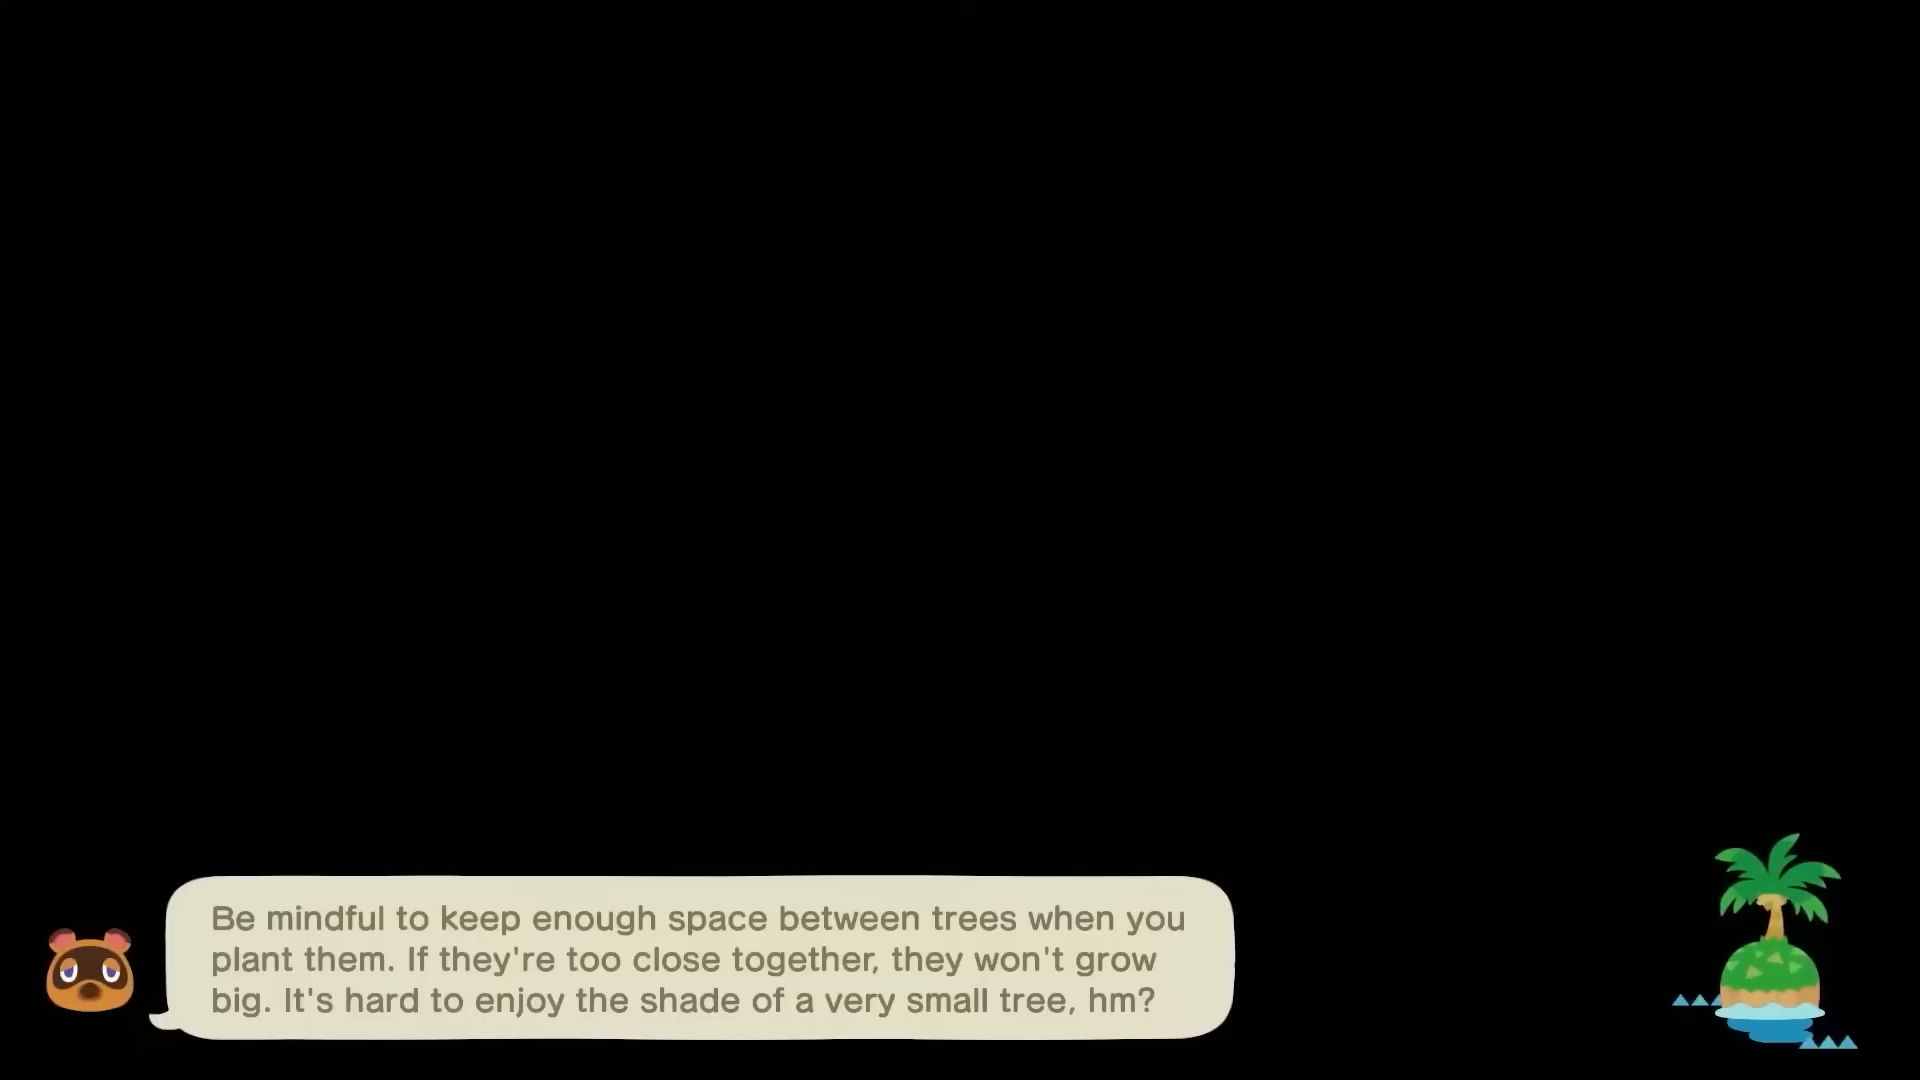 Be mindful to keep enough space between trees when you
plant them. If they're too close together, they won't grow
big. It's hard to enjoy the shade of a very small tree, hm?